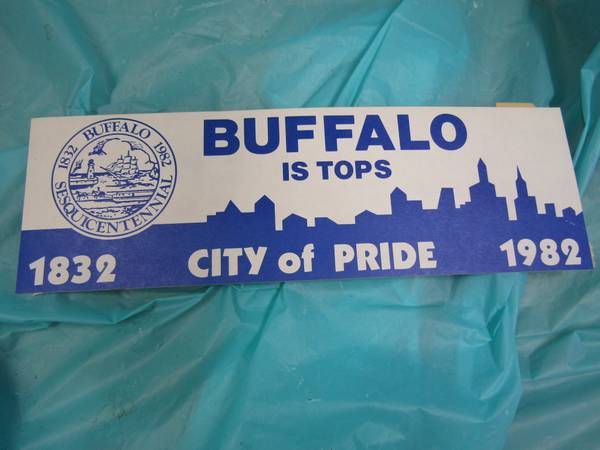 1832 BUFFALO 1982
SESQUICENTENNIAL
BUFFALO
IS TOPS
1832 CITY of PRIDE 1982